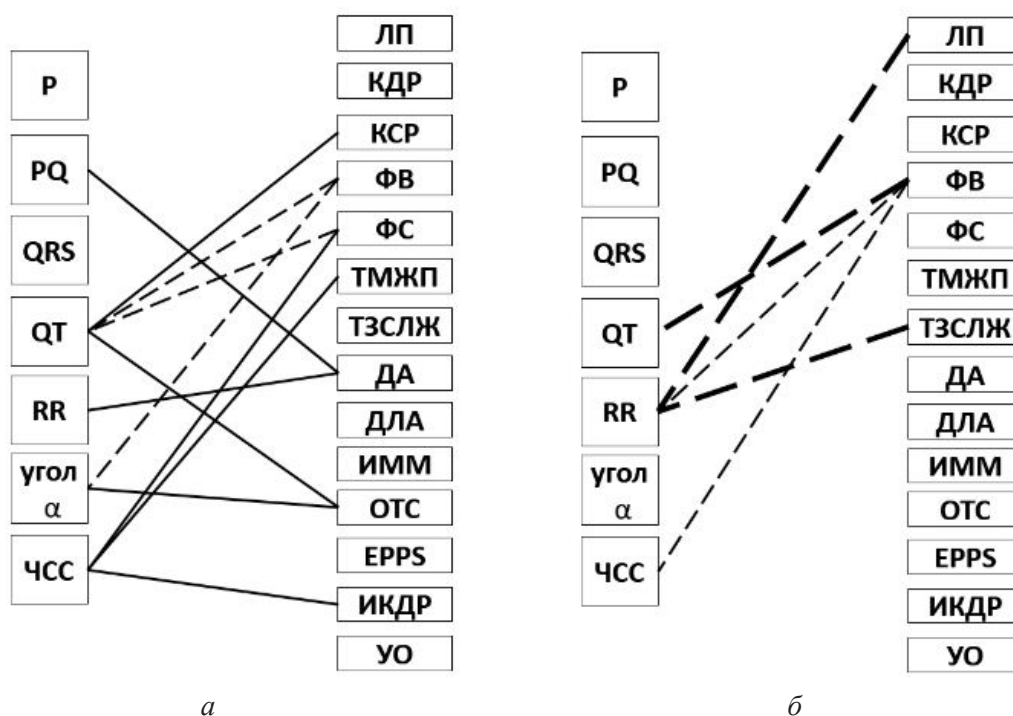 P
PQ
QRS
QT
RR
угол
α
ЧСС
ЛП
КДР
КСР
ФВ
ФС
ТМЖП
ТЗСЛЖ
ДА
ДЛА
ИММ
ОТС
EPPS
ИКДР
УО
а
P
PQ
QRS
QT
RR
угол
α
ЧСС
ЛП
КДР
КСР
ФВ
ФС
ТМЖП
ТЗСЛЖ
ДА
ДЛА
ИММ
ОТС
EPPS
ИКДР
УО
б